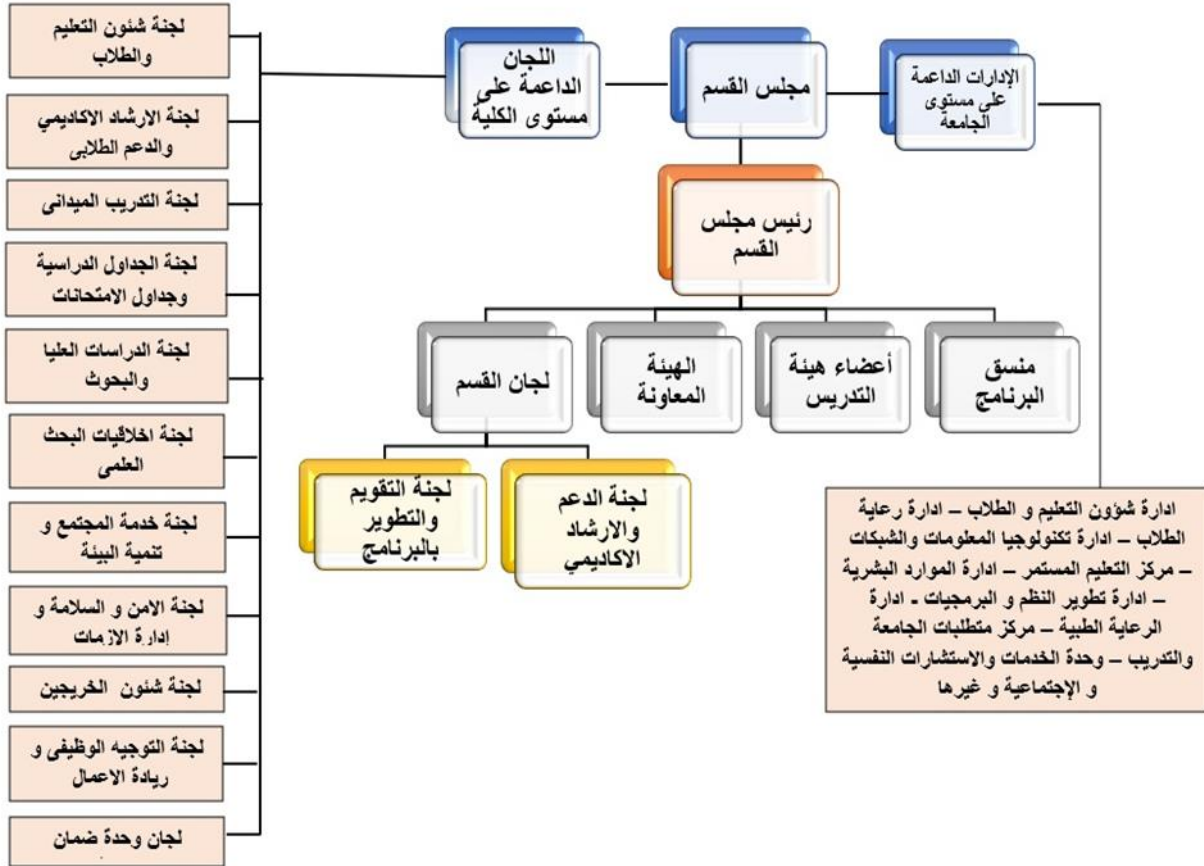 الإدارات الداعمة
على مستوى
الجامعة
مجلس القسم
اللجان
الداعمة على
مستوى الكلية
رئيس مجلس
القسم
منسق
البرنامج
أعضاء هيئة
التدريس
الهيئة
المعاونة
لجان القسم
لجنة الدعم
والارشاد
الاكاديمي
لجنة التقويم
والتطوير
بالبرنامج
ادارة شؤون التعليم و الطلاب – ادارة رعاية
الطلاب – ادارة تكنولوجيا المعلومات والشبكات
– مركز التعليم المستمر – ادارة الموارد البشرية
– ادارة تطوير النظم و البرمجيات - ادارة
الرعاية الطبية – مركز متطلبات الجامعة
والتدريب – وحدة الخدمات والاستشارات النفسية
و الإجتماعية و غيرها
لجنة شئون التعليم
والطلاب
لجنة الارشاد الاكاديمي
والدعم الطلابى
لجنة التدريب الميدانى
لجنة الجداول الدراسية
وجداول الامتحانات
لجنة الدراسات العليا
والبحوث
لجنة اخلاقيات البحث
العلمى
لجنة خدمة المجتمع و
تنمية البيئة
لجنة الامن و السلامة و
إدارة الازمات
لجنة شئون الخريجين
لجنة التوجيه الوظيفى و
ريادة الاعمال
لجان وحدة ضمان